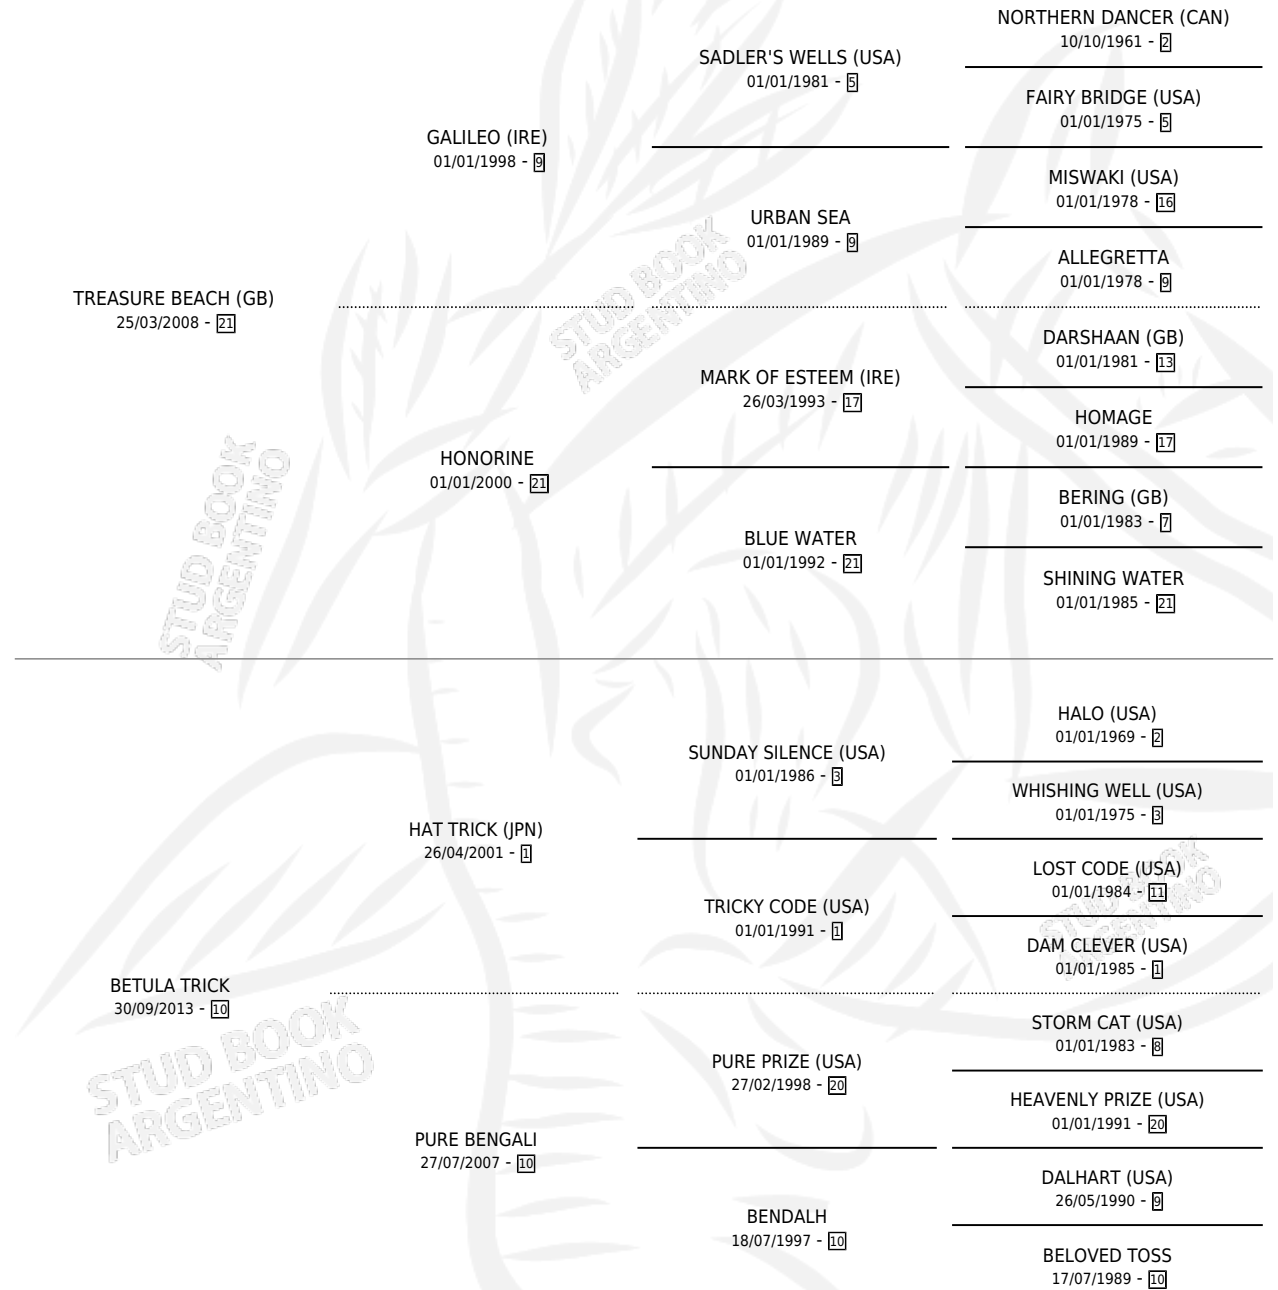 NORTHERN DANCER (CAN)
10/10/1961 - 2
SADLER'S WELLS (USA)
01/01/1981 - 5
FAIRY BRIDGE (USA)
01/01/1975 - 5
GALILEO (IRE)
01/01/1998 - 9
MISWAKI (USA)
01/01/1978 - 16
URBAN SEA
01/01/1989 - 9
ALLEGRETTA
01/01/1978 - 9
TREASURE BEACH (GB)
25/03/2008 - 21
STUD BOOK
ARGENTINO
DARSHAAN (GB)
01/01/1981 - 13
MARK OF ESTEEM (IRE)
26/03/1993 - 17
HOMAGE
01/01/1989 - 17
HONORINE
01/01/2000 - 21
BERING (GB)
01/01/1983 - 7
BLUE WATER
01/01/1992 - 21
SHINING WATER
01/01/1985 - 21
STUD BOOK
ARGENTINO
HALO (USA)
01/01/1969 - 2
SUNDAY SILENCE (USA)
01/01/1986 - 3
WHISHING WELL (USA)
01/01/1975 - 3
HAT TRICK (JPN)
26/04/2001 - 1
LOST CODE (USA)
01/01/1984 - 11
TRICKY CODE (USA)
01/01/1991 - 1
STUD BOOK
ARGENTINO
DAM CLEVER (USA)
01/01/1985 - 1
BETULA TRICK
30/09/2013 - 10
STUD BOOK
ARGENTINO
STORM CAT (USA)
01/01/1983 - 8
PURE PRIZE (USA)
27/02/1998 - 20
HEAVENLY PRIZE (USA)
01/01/1991 - 20
PURE BENGALI
27/07/2007 - 10
DALHART (USA)
26/05/1990 - 9
BENDALH
18/07/1997 - 10
BELOVED TOSS
17/07/1989 - 10